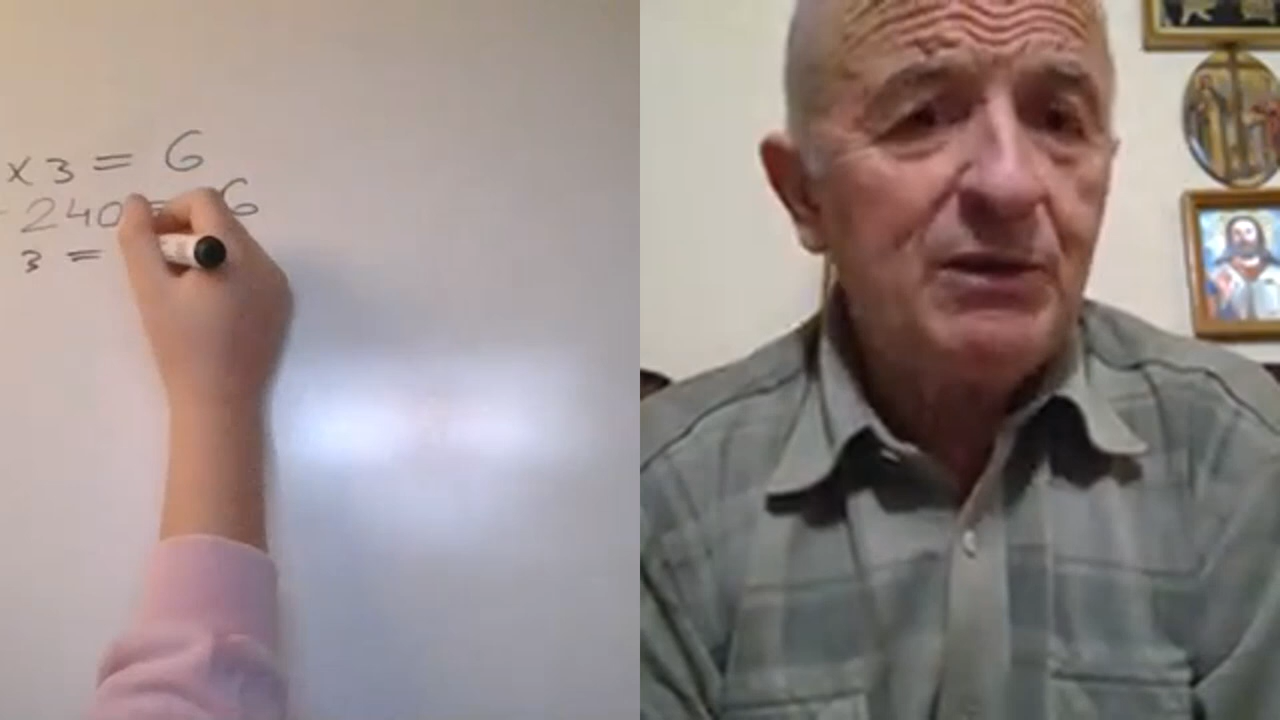 x 3 = 6
- 240 = 6
3 =